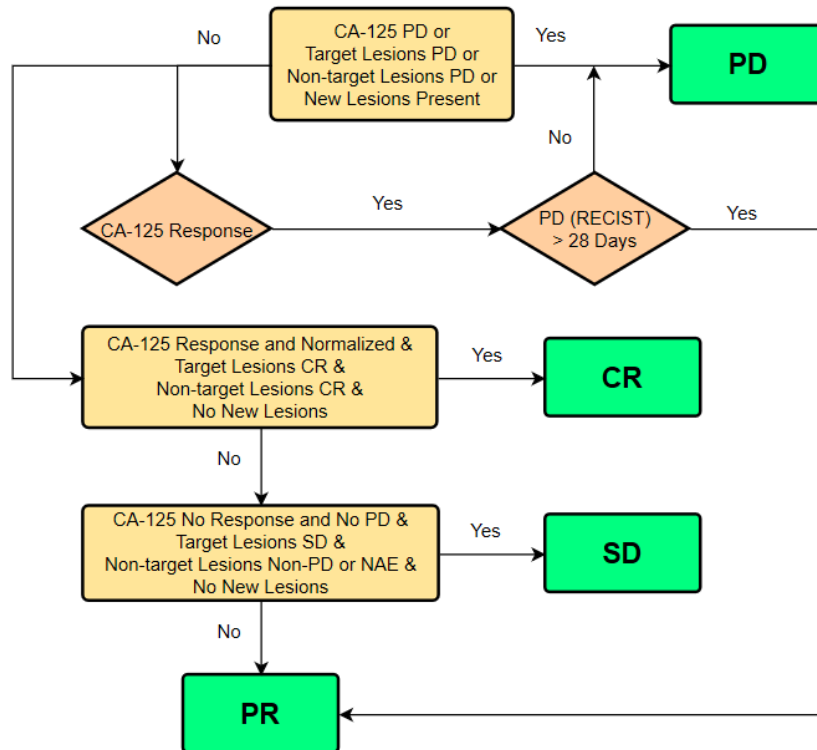 No
CA-125 PD or
Target Lesions PD or
Non-target Lesions PD or
New Lesions Present
Yes
PD
No
CA-125 Response
Yes
PD (RECIST)
> 28 Days
Yes
CA-125 Response and Normalized &
Target Lesions CR &
Non-target Lesions CR &
No New Lesions
Yes
CR
No
CA-125 No Response and No PD &
Target Lesions SD &
Non-target Lesions Non-PD or NAE &
No New Lesions
Yes
SD
No
PR